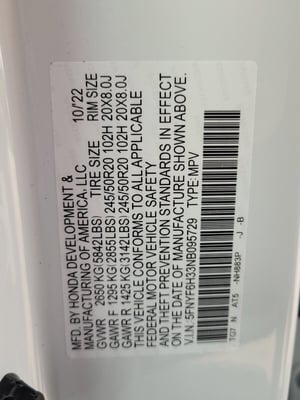 MFD. BY HONDA DEVELOPMENT &
MANUFACTURING OF AMERICA, LLC 10/'22
TIRE SIZE RIM SIZE
GVWR 2650 KG(5842LBS)
GAWR F 1295 KG(2855LBS) 245/50R20 102H 20X8.0J
GAWR R 1425 KG(3142LBS) 245/50R20 102H 20X8.0J
THIS VEHICLE CONFORMS TO ALL APPLICABLE
FEDERAL MOTOR VEHICLE SAFETY
AND THEFT PREVENTION STANDARDS IN EFFECT
ON THE DATE OF MANUFACTURE SHOWN ABOVE.
V.I.N. 5FNYF6H33NB095729 TYPE: MPV
TG7 N AT5 -NH883P -J -B